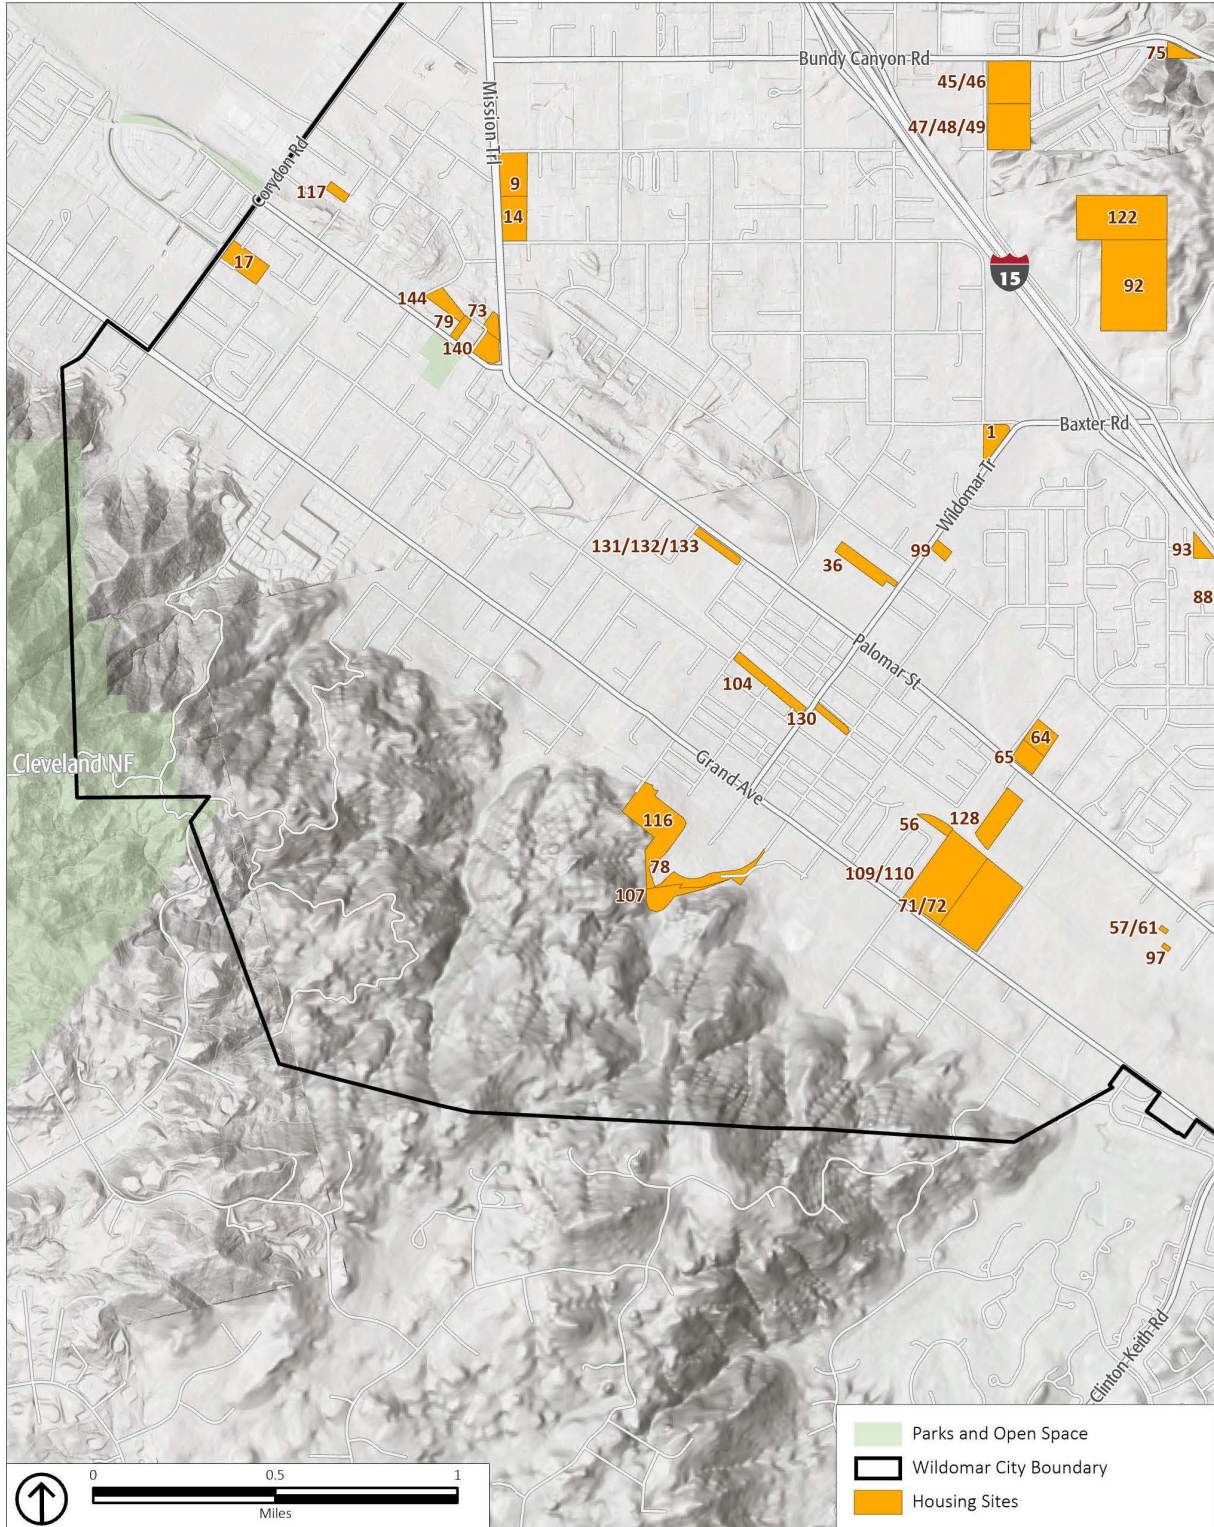 Bundy Canyon Rd
75
45/46
47/48/49
Mission Trl
Corydon Rd
117
9
14
122
17
15
92
144
73
79
140
1
Baxter Rd
Wildomar Tr
131/132/133
36
99
93
88
Palomar St
104
130
64
65
Cleveland NF
Grand Ave
116
56
128
78
109/110
107
71/72
57/61
97
Clinton Keith Rd
Parks and Open Space
Wildomar City Boundary
Housing Sites
0 0.5 1
Miles